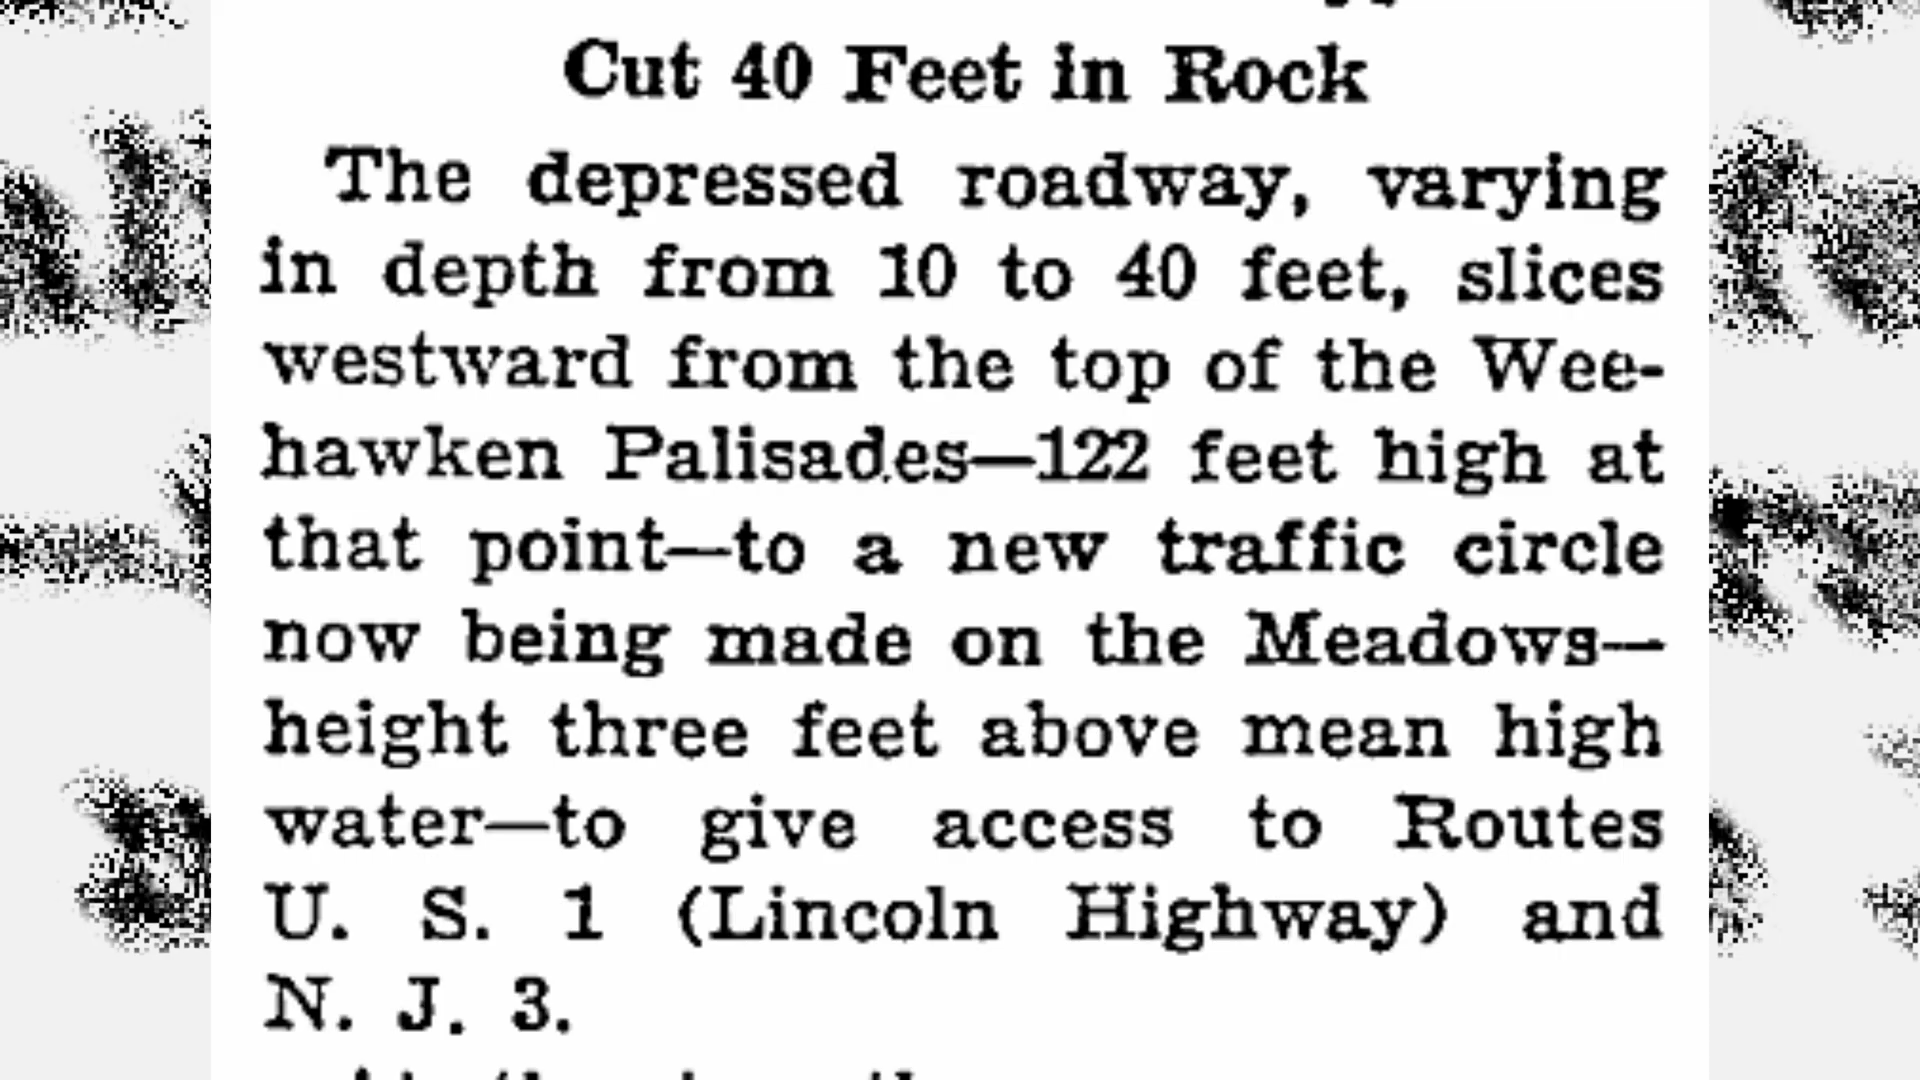 Cut 40 Feet in Rock
The depressed roadway, varying
in depth from 10 to 40 feet, slices
westward from the top of the Wee-
hawken Palisades—122 feet high at
that point—to a new traffic circle
now being made on the Meadows—
height three feet above mean high
water—to give access to Routes
U. S. 1 (Lincoln Highway) and
N. J. 3.